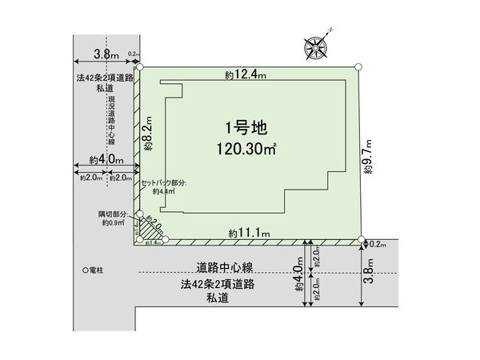 3.8m
0.2m
法42条2項道路
私道
現況道路中心線
約4.0m
約2.0m
約2.0m
約12.4m
約8.2m
1号地
120.30㎡
約9.7m
セットバック部分:
約4.4㎡
隅切部分:
約0.9㎡
約2.0m
約11.1m
0.2m
電柱
道路中心線
法42条2項道路
私道
約4.0m
約2.0m
約2.0m
3.8m